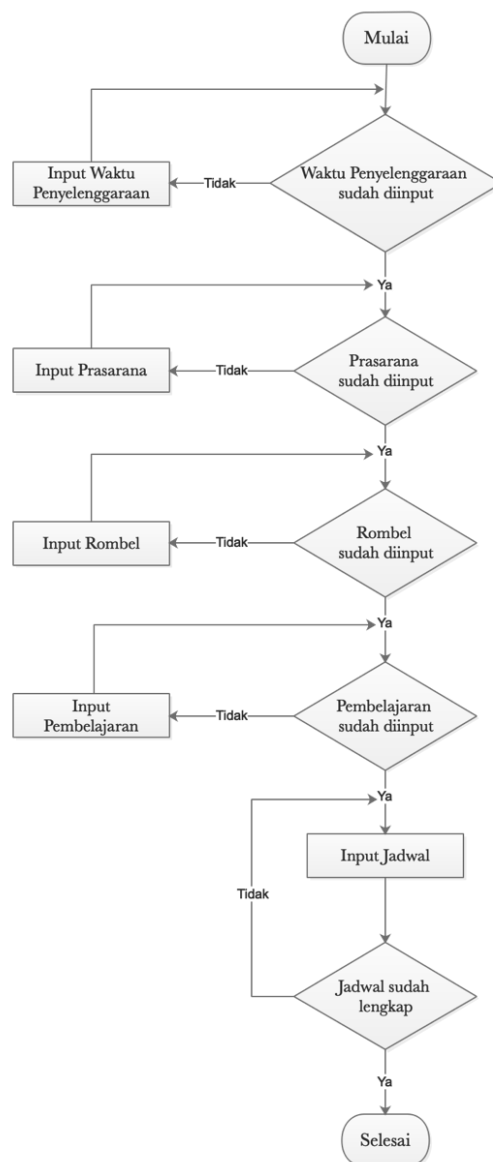 Mulai
Input Waktu
Penyelenggaraan
Tidak
Waktu Penyelenggaraan
sudah diinput
Ya
Input Prasarana
Tidak
Prasarana
sudah diinput
Ya
Input Rombel
Tidak
Rombel
sudah diinput
Ya
Input
Pembelajaran
Tidak
Pembelajaran
sudah diinput
Ya
Input Jadwal
Tidak
Jadwal sudah
lengkap
Ya
Selesai